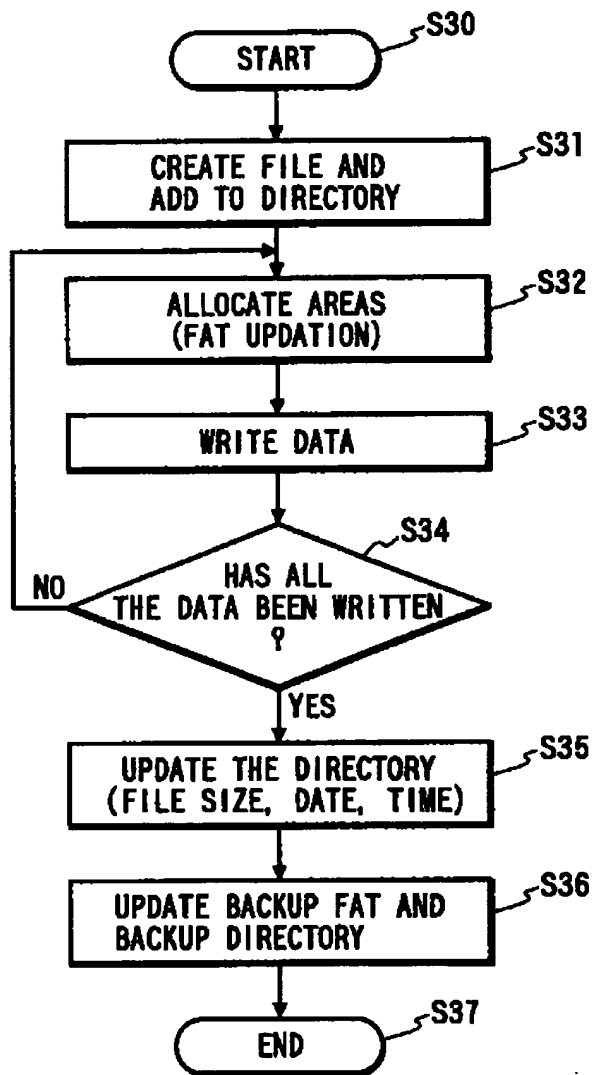 S30
START
S31
CREATE FILE AND
ADD TO DIRECTORY
S32
ALLOCATE AREAS
(FAT UPDATION)
S33
WRITE DATA
S34
HAS ALL
THE DATA BEEN WRITTEN
?
NO
YES
S35
UPDATE THE DIRECTORY
(FILE SIZE, DATE, TIME)
S36
UPDATE BACKUP FAT AND
BACKUP DIRECTORY
S37
END